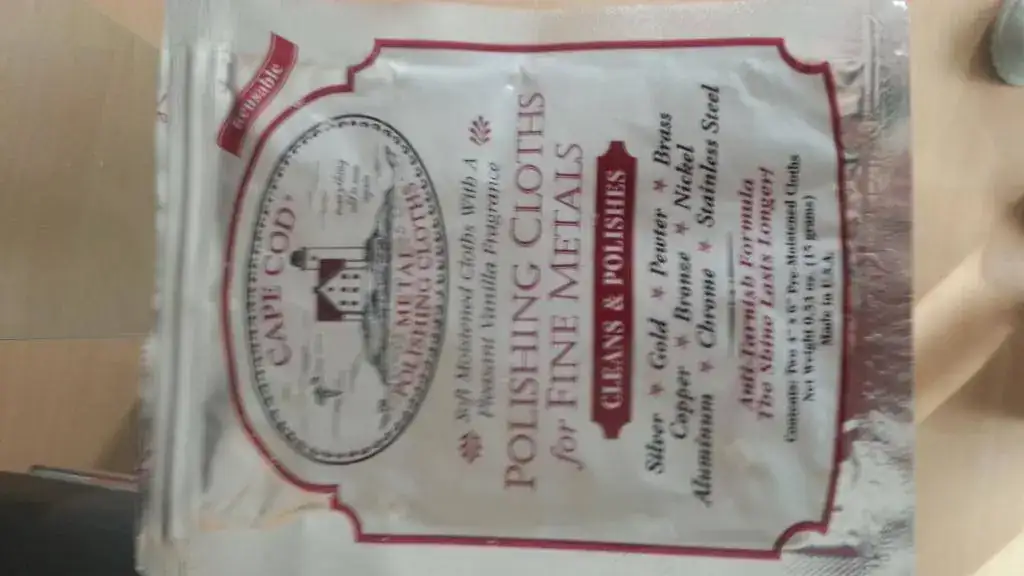 Reusable
CAPE COD®
METAL
POLISHING CLOTHS
Soft Moistened Cloths With A
Pleasant Vanilla Fragrance
POLISHING CLOTHS
for FINE METALS
CLEANS & POLISHES
Silver ★ Gold ★ Pewter ★ Brass
Copper ★ Bronze ★ Nickel
Aluminum ★ Chrome ★ Stainless Steel
Anti-Tarnish Formula
The Shine Lasts Longer!
Contents: Two 4" x 6" Pre-Moistened Cloths
Net Weight 0.53 oz. (15 grams)
Made in U.S.A.